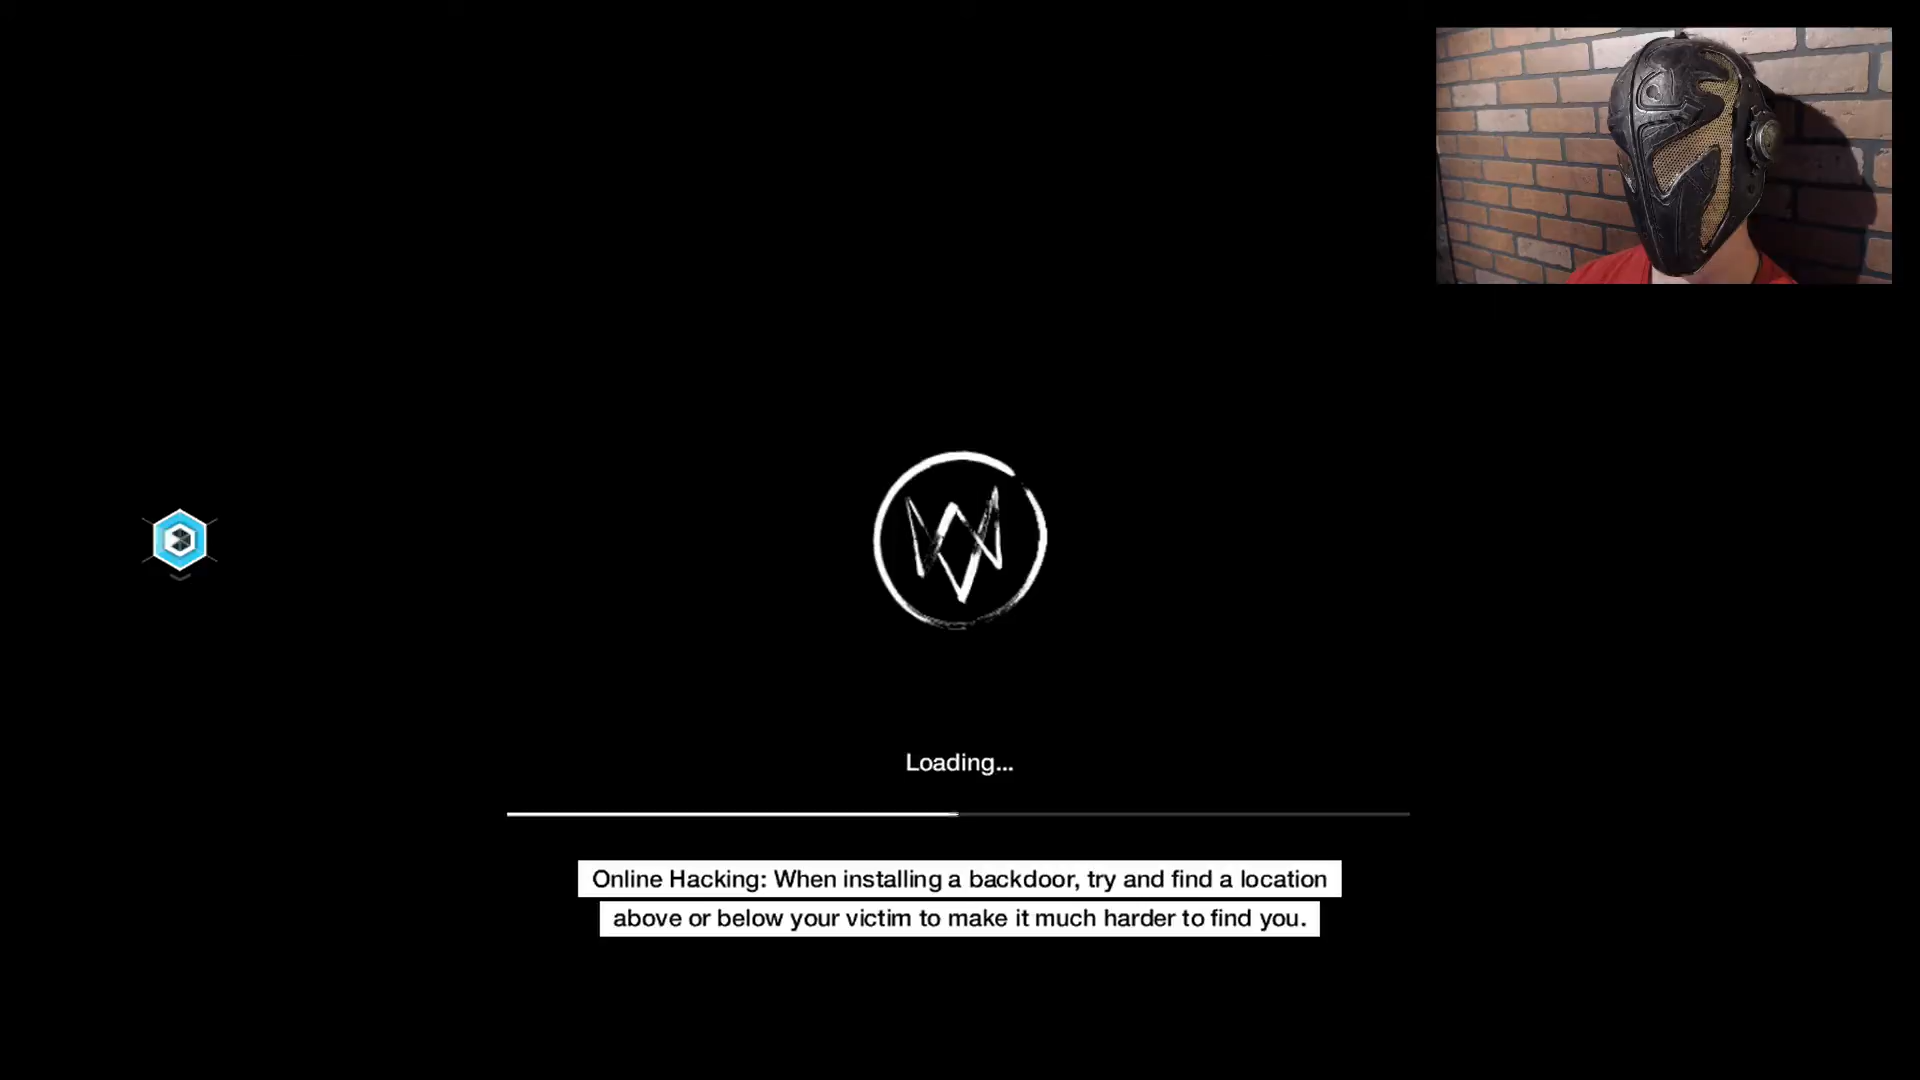 Loading...
Online Hacking: When installing a backdoor, try and find a location
above or below your victim to make it much harder to find you.